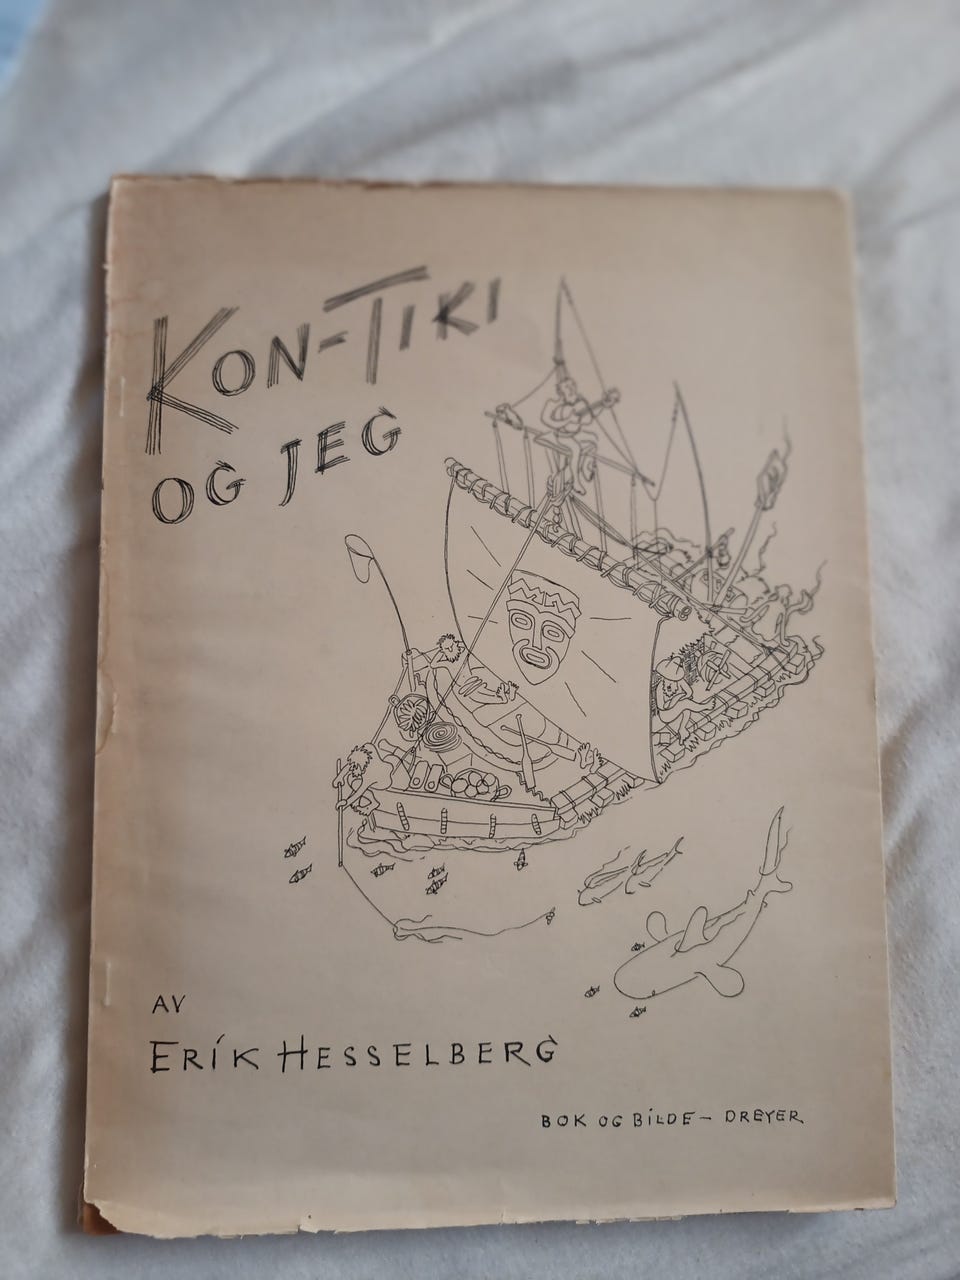 KON-TIKI
OG JEG
AV
ERIK HESSELBERG
BOK OG BILDE - DREYER